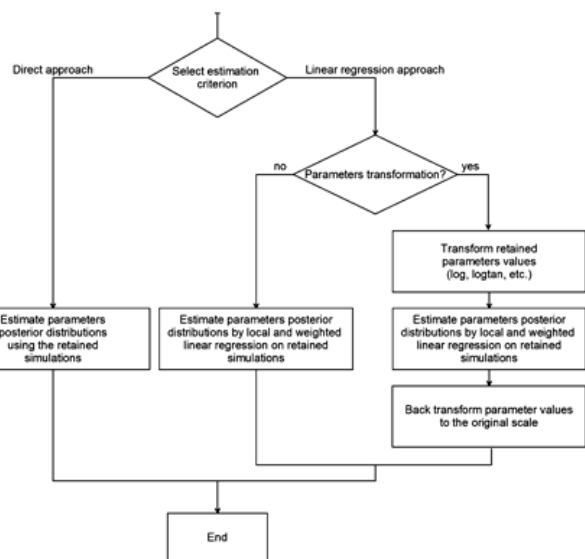 Direct approach
Select estimation
criterion
Linear regression approach
no
Parameters transformation?
yes
Transform retained
parameters values
(log, logtan, etc.)
Estimate parameters
posterior distributions
using the retained
simulations
Estimate parameters posterior
distributions by local and weighted
linear regression on retained
simulations
Estimate parameters posterior
distributions by local and weighted
linear regression on retained
simulations
Back transform parameter values
to the original scale
End